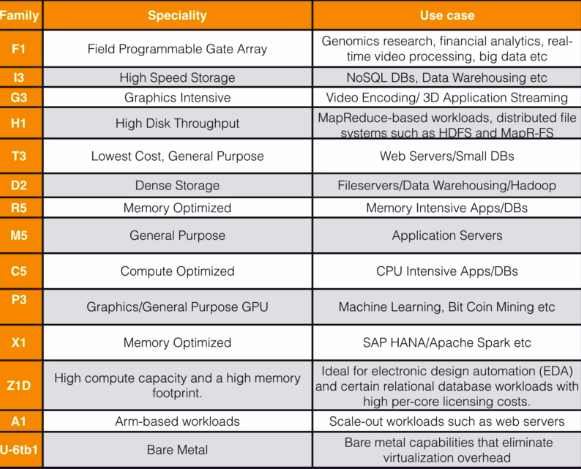 Family Speciality Use case
F1 Field Programmable Gate Array Genomics research, financial analytics, real-
time video processing, big data etc
I3 High Speed Storage NoSQL DBs, Data Warehousing etc
G3 Graphics Intensive Video Encoding/ 3D Application Streaming
H1 High Disk Throughput MapReduce-based workloads, distributed file
systems such as HDFS and MapR-FS
T3 Lowest Cost, General Purpose Web Servers/Small DBs
D2 Dense Storage Fileservers/Data Warehousing/Hadoop
R5 Memory Optimized Memory Intensive Apps/DBs
M5 General Purpose Application Servers
C5 Compute Optimized CPU Intensive Apps/DBs
P3 Graphics/General Purpose GPU Machine Learning, Bit Coin Mining etc
X1 Memory Optimized SAP HANA/Apache Spark etc
Z1D High compute capacity and a high memory
footprint. Ideal for electronic design automation (EDA)
and certain relational database workloads with
high per-core licensing costs.
A1 Arm-based workloads Scale-out workloads such as web servers
U-6tb1 Bare Metal Bare metal capabilities that eliminate
virtualization overhead